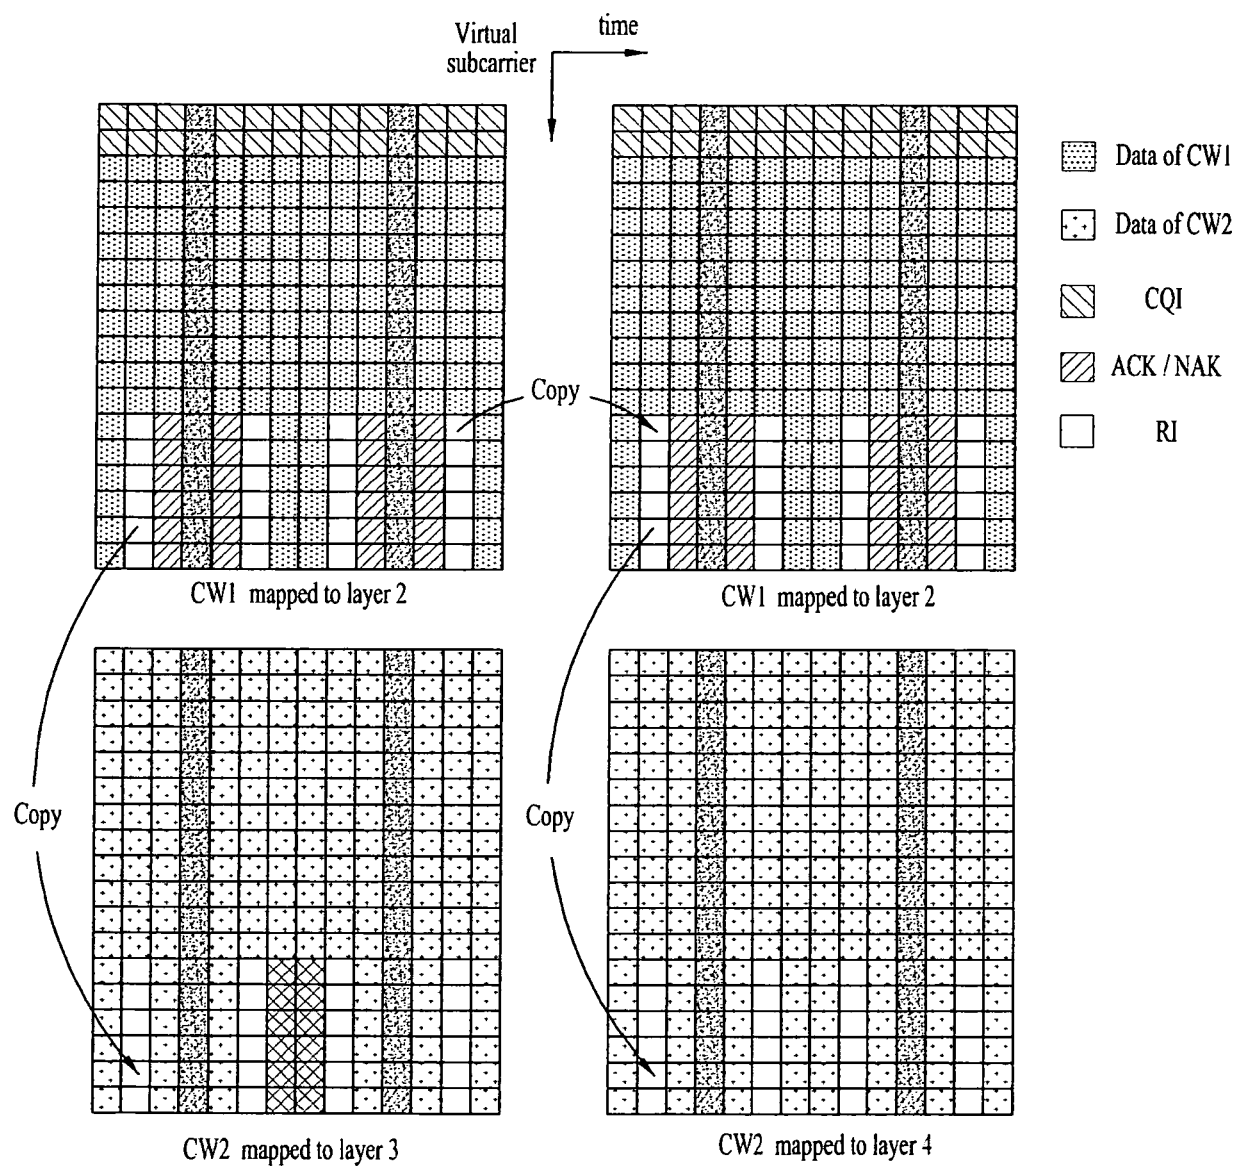 time
Virtual
subcarrier
Data of CW1
Data of CW2
CQI
ACK / NAK
RI
Copy
CW1 mapped to layer 2
CW1 mapped to layer 2
Copy
Copy
CW2 mapped to layer 3
CW2 mapped to layer 4